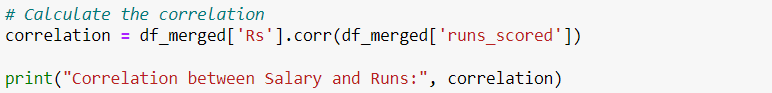 # Calculate the correlation
correlation = df_merged['Rs'].corr(df_merged['runs_scored'])
print("Correlation between Salary and Runs:", correlation)